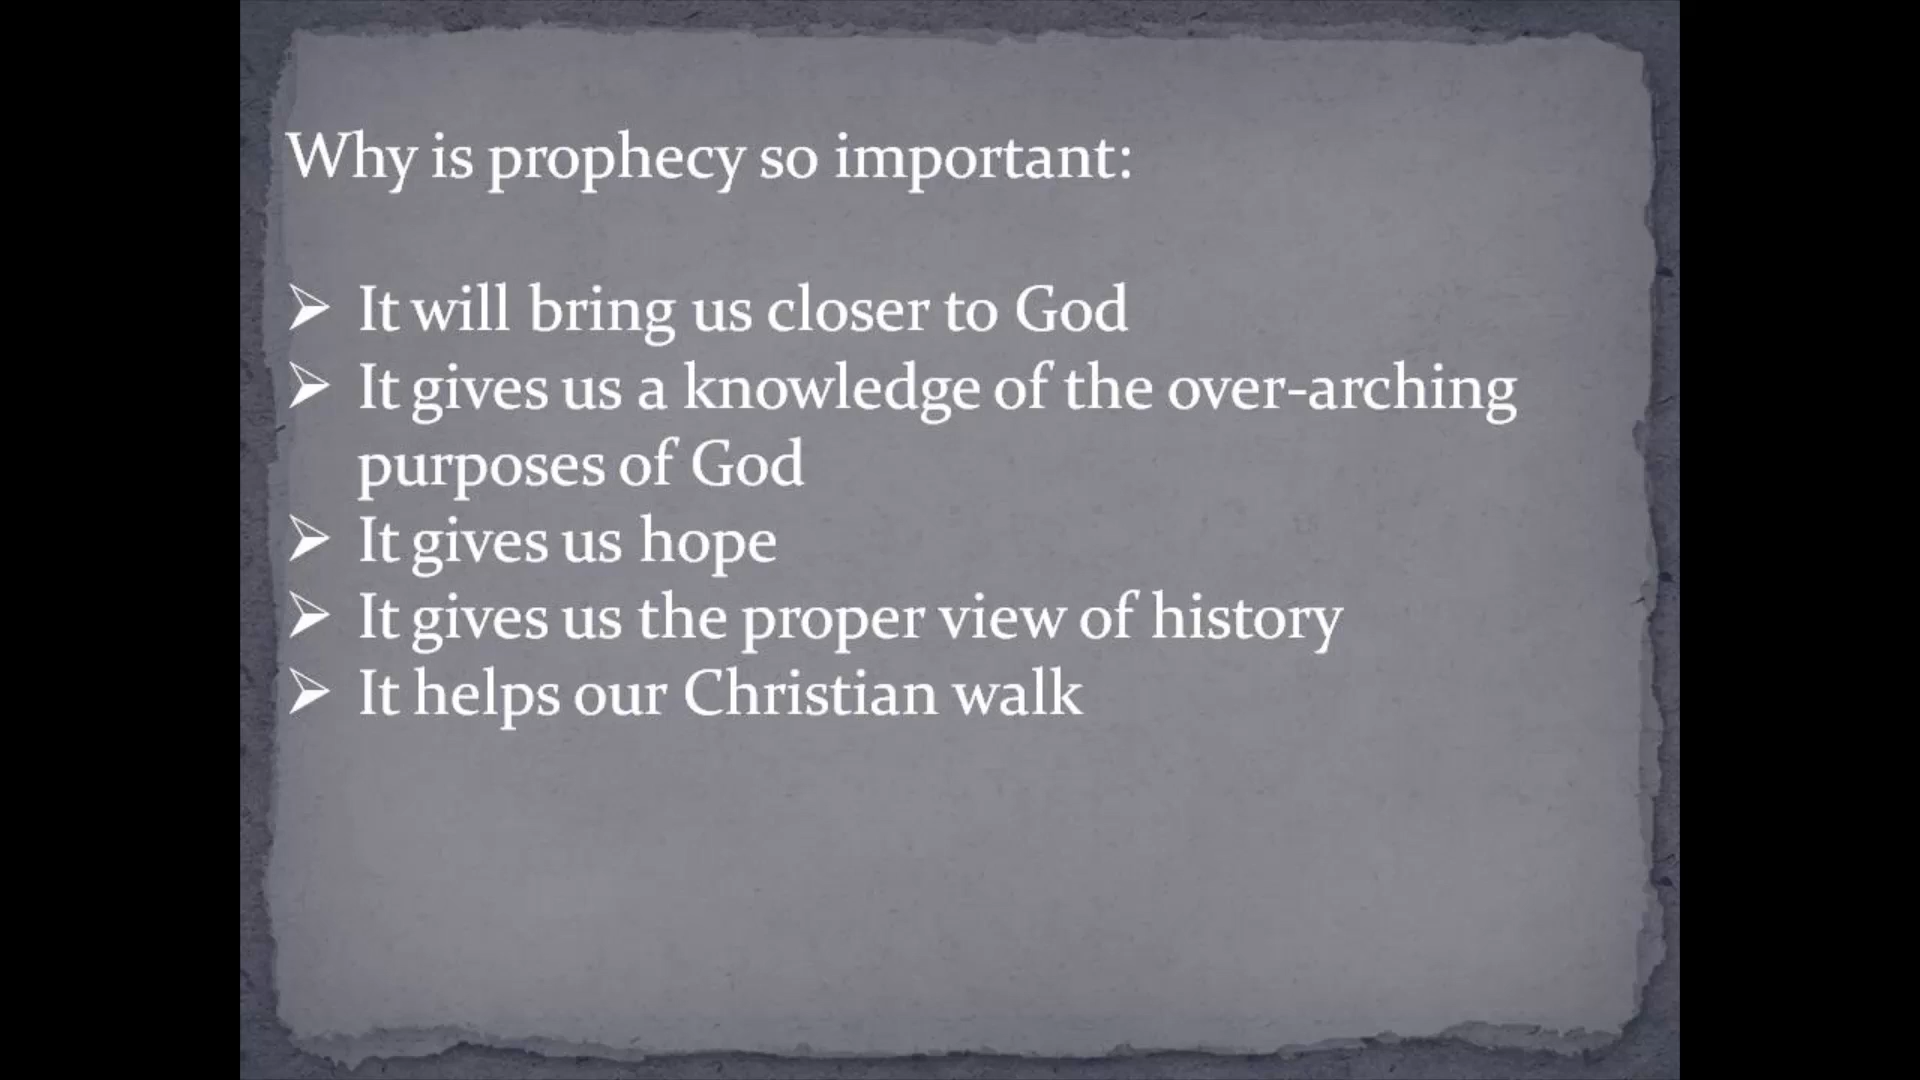 Why is prophecy so important:
➢ It will bring us closer to God
➢ It gives us a knowledge of the over-arching
purposes of God
➢ It gives us hope
➢ It gives us the proper view of history
➢ It helps our Christian walk